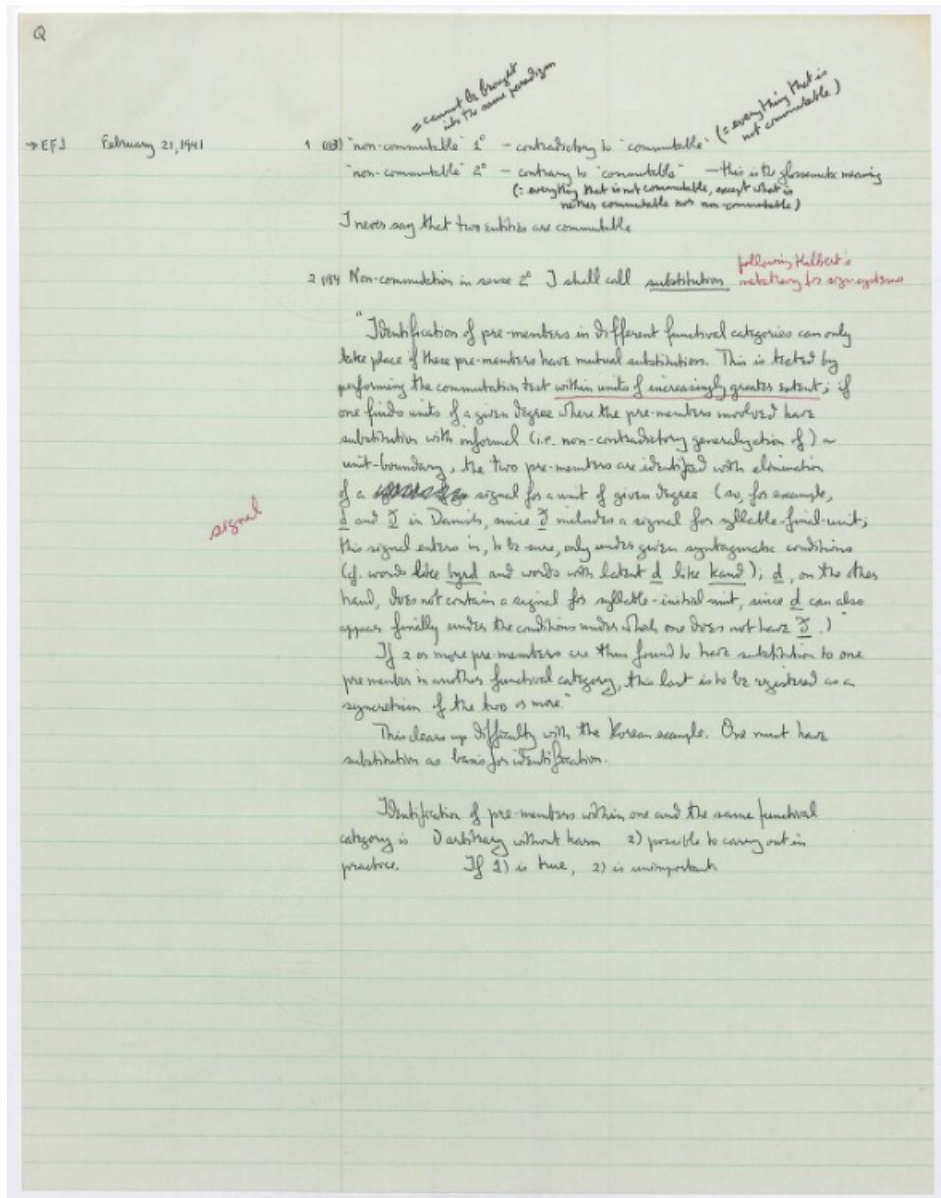 Q
= cannot be brought
into the same paradigm
(= everything that is
not commutable)
→ EFJ February 21, 1941 1 "non-commutable" 1° – contradictory to "commutable"
"non-commutable" 2° – contrary to "commutable" – this is the glossematic meaning
(= everything that is not commutable, except what is
neither commutable nor non-commutable)
I never say that two entities are commutable
following Hilbert's
metatheory for sign systems
2 Non-commutation in sense 2° I shall call substitution
"Identification of pre-members in different functival categories can only
take place if these pre-members have mutual substitution. This is tested by
performing the commutation test within units of increasingly greater extent; if
one finds units of a given degree where the pre-members involved have
substitution with informal (i.e. non-contradictory generalization of) a
unit-boundary, the two pre-members are identified with elimination
of a signal for a unit of given degree (so, for example,
d and ð in Danish, since ð includes a signal for syllable-final-unit;
signal
this signal enters in, to be sure, only under given syntagmatic conditions
(cf. words like byrd and words with latent d like kand); d, on the other
hand, does not contain a signal for syllable-initial unit, since d can also
appear finally under the conditions under which one does not have ð.)"
If 2 or more pre-members are thus found to have substitution to one
pre-member in another functival category, this last is to be registered as a
syncretism of the two or more."
This clears up difficulty with the Korean example. One must have
substitution as basis for identification.
Identification of pre-members within one and the same functival
category is 1) arbitrary without harm 2) possible to carry out in
practice. If 1) is true, 2) is unimportant